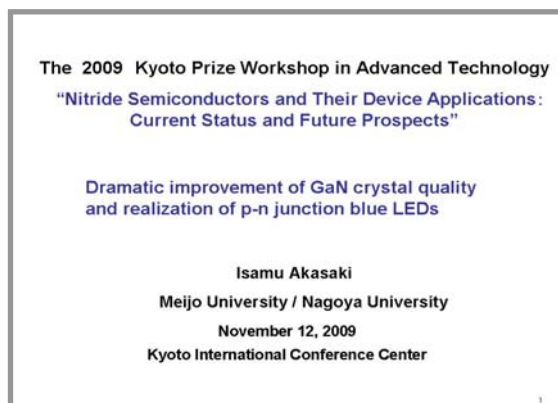 The 2009 Kyoto Prize Workshop in Advanced Technology
“Nitride Semiconductors and Their Device Applications:
Current Status and Future Prospects”
Dramatic improvement of GaN crystal quality
and realization of p-n junction blue LEDs
Isamu Akasaki
Meijo University / Nagoya University
November 12, 2009
Kyoto International Conference Center
1